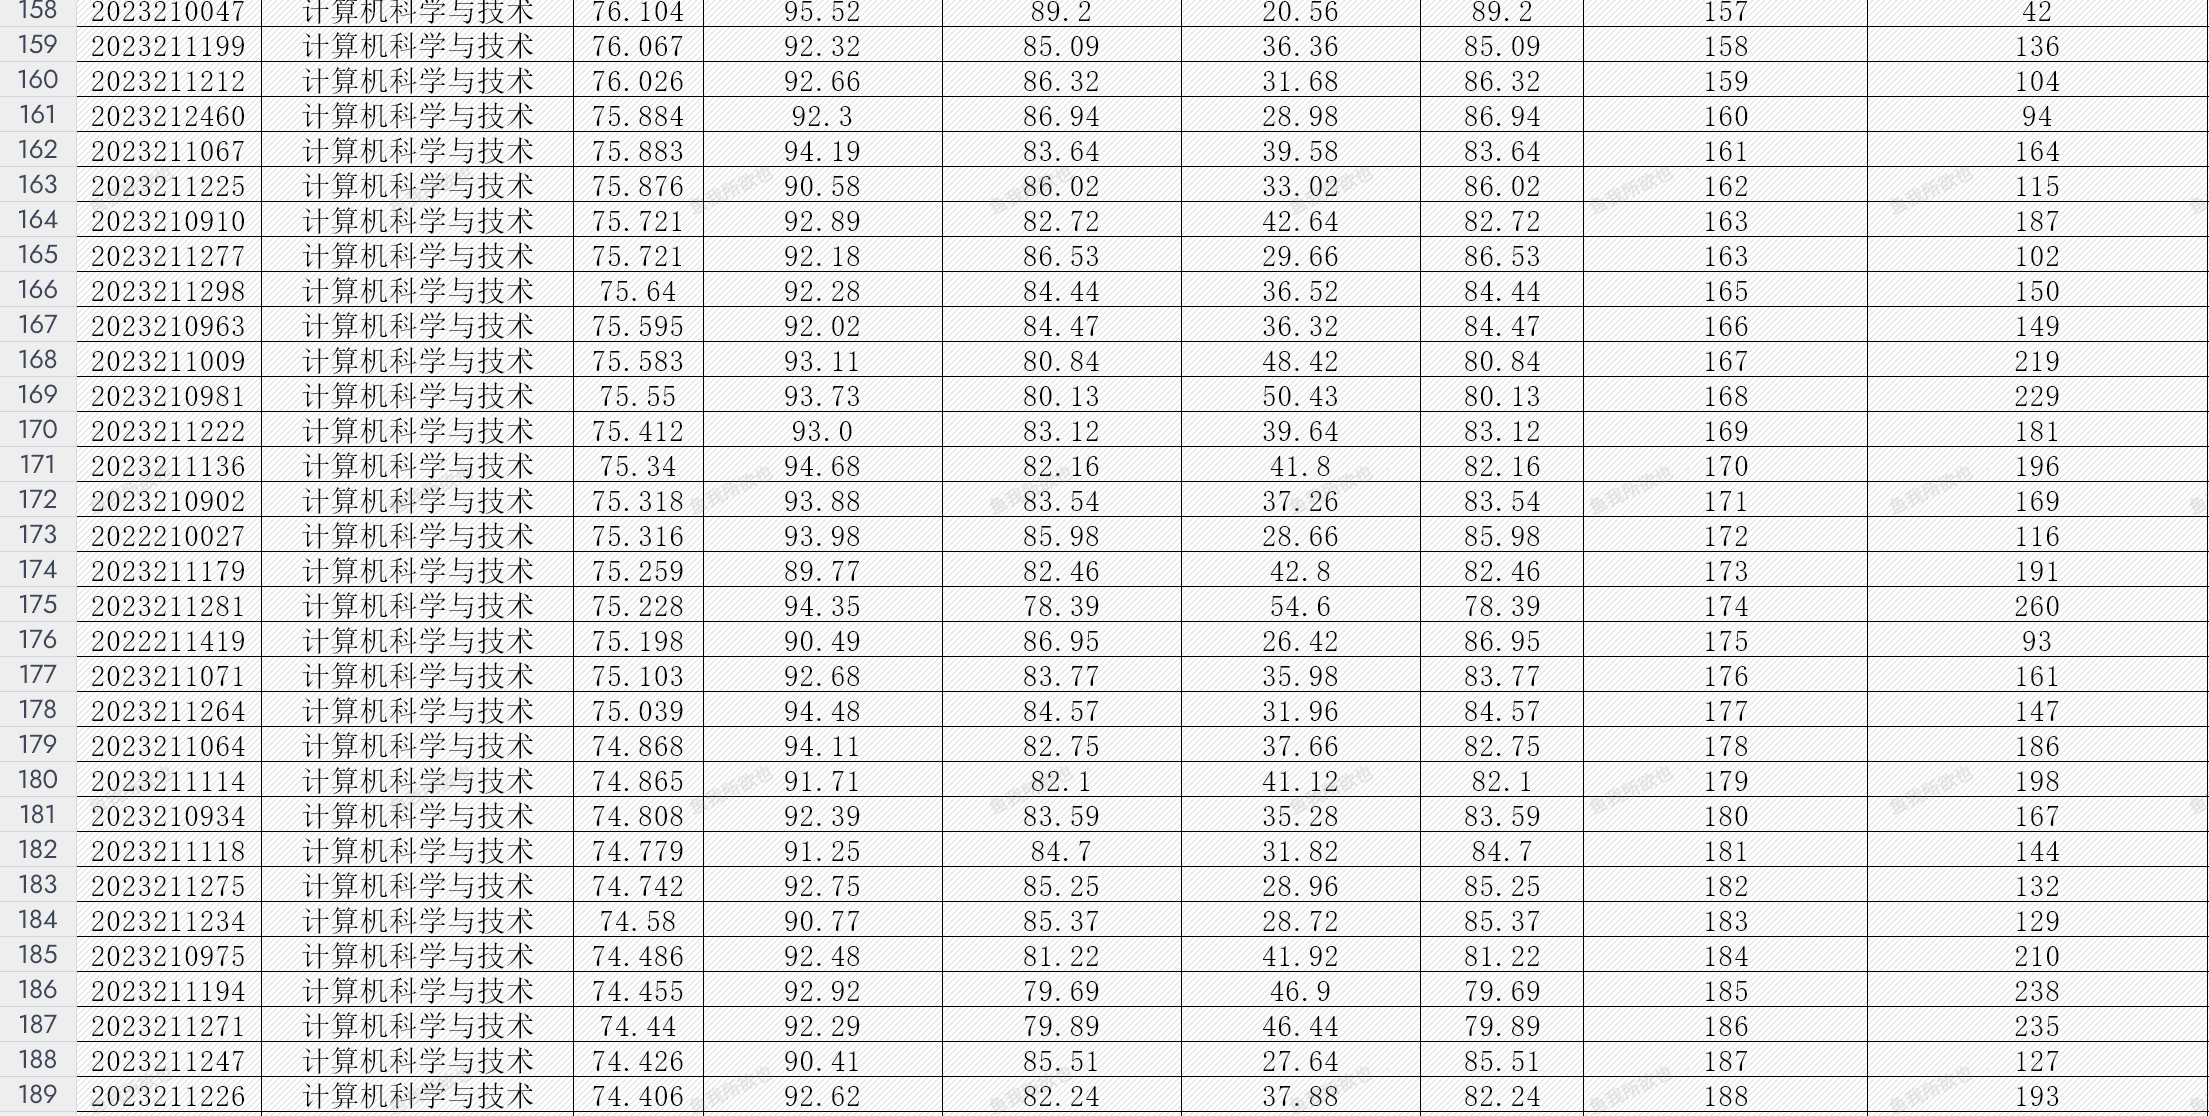 158 2023210047 计算机科学与技术 76.104 95.52 89.2 20.56 89.2 157 42
159 2023211199 计算机科学与技术 76.067 92.32 85.09 36.36 85.09 158 136
160 2023211212 计算机科学与技术 76.026 92.66 86.32 31.68 86.32 159 104
161 2023212460 计算机科学与技术 75.884 92.3 86.94 28.98 86.94 160 94
162 2023211067 计算机科学与技术 75.883 94.19 83.64 39.58 83.64 161 164
163 2023211225 计算机科学与技术 75.876 90.58 86.02 33.02 86.02 162 115
164 2023210910 计算机科学与技术 75.721 92.89 82.72 42.64 82.72 163 187
165 2023211277 计算机科学与技术 75.721 92.18 86.53 29.66 86.53 163 102
166 2023211298 计算机科学与技术 75.64 92.28 84.44 36.52 84.44 165 150
167 2023210963 计算机科学与技术 75.595 92.02 84.47 36.32 84.47 166 149
168 2023211009 计算机科学与技术 75.583 93.11 80.84 48.42 80.84 167 219
169 2023210981 计算机科学与技术 75.55 93.73 80.13 50.43 80.13 168 229
170 2023211222 计算机科学与技术 75.412 93.0 83.12 39.64 83.12 169 181
171 2023211136 计算机科学与技术 75.34 94.68 82.16 41.8 82.16 170 196
172 2023210902 计算机科学与技术 75.318 93.88 83.54 37.26 83.54 171 169
173 2022210027 计算机科学与技术 75.316 93.98 85.98 28.66 85.98 172 116
174 2023211179 计算机科学与技术 75.259 89.77 82.46 42.8 82.46 173 191
175 2023211281 计算机科学与技术 75.228 94.35 78.39 54.6 78.39 174 260
176 2022211419 计算机科学与技术 75.198 90.49 86.95 26.42 86.95 175 93
177 2023211071 计算机科学与技术 75.103 92.68 83.77 35.98 83.77 176 161
178 2023211264 计算机科学与技术 75.039 94.48 84.57 31.96 84.57 177 147
179 2023211064 计算机科学与技术 74.868 94.11 82.75 37.66 82.75 178 186
180 2023211114 计算机科学与技术 74.865 91.71 82.1 41.12 82.1 179 198
181 2023210934 计算机科学与技术 74.808 92.39 83.59 35.28 83.59 180 167
182 2023211118 计算机科学与技术 74.779 91.25 84.7 31.82 84.7 181 144
183 2023211275 计算机科学与技术 74.742 92.75 85.25 28.96 85.25 182 132
184 2023211234 计算机科学与技术 74.58 90.77 85.37 28.72 85.37 183 129
185 2023210975 计算机科学与技术 74.486 92.48 81.22 41.92 81.22 184 210
186 2023211194 计算机科学与技术 74.455 92.92 79.69 46.9 79.69 185 238
187 2023211271 计算机科学与技术 74.44 92.29 79.89 46.44 79.89 186 235
188 2023211247 计算机科学与技术 74.426 90.41 85.51 27.64 85.51 187 127
189 2023211226 计算机科学与技术 74.406 92.62 82.24 37.88 82.24 188 193
鱼我所欲也